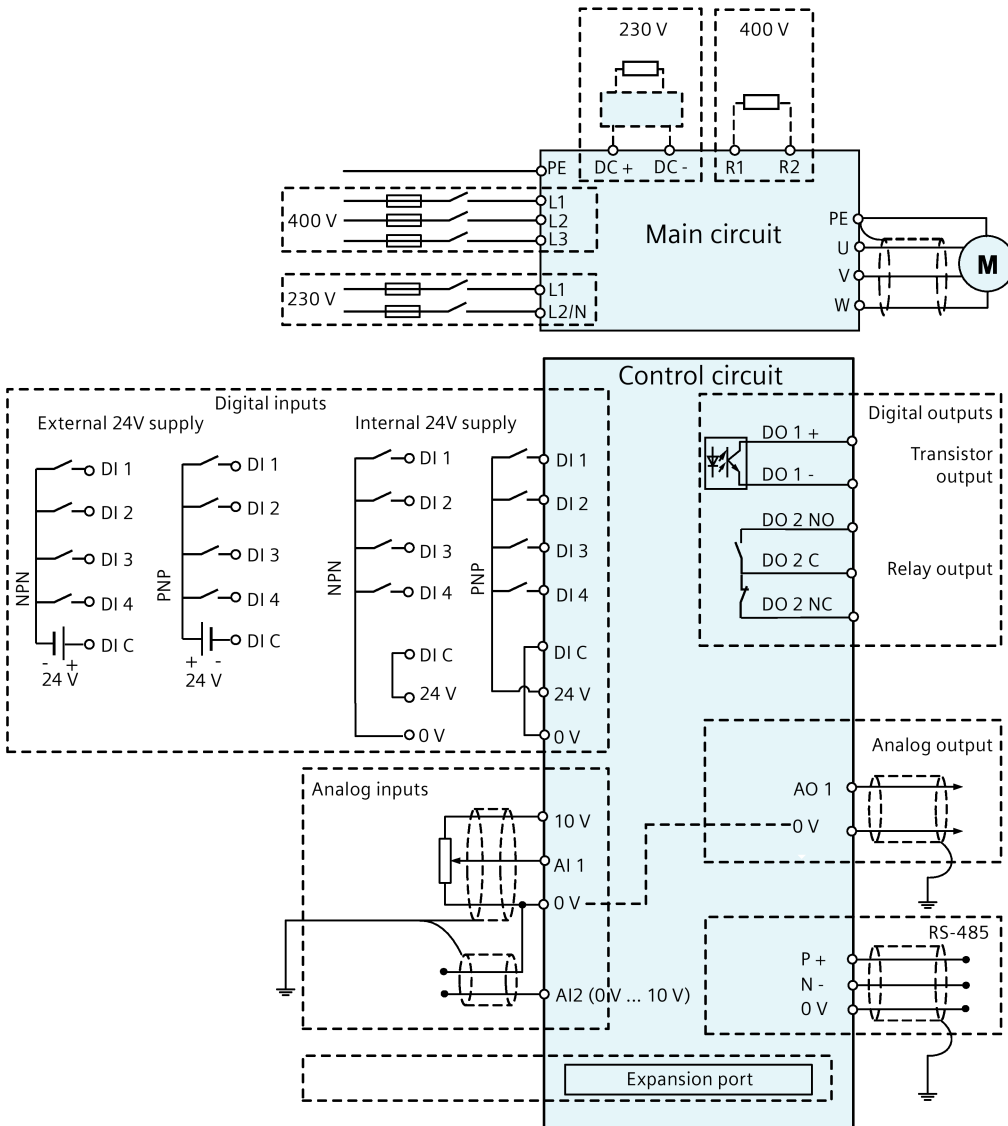 230 V
400 V
PE
DC +
DC -
R1
R2
400 V
L1
L2
L3
Main circuit
PE
U
V
W
M
230 V
L1
L2/N
Control circuit
Digital inputs
External 24V supply
Internal 24V supply
NPN
DI 1
DI 2
DI 3
DI 4
DI C
- +
24 V
PNP
DI 1
DI 2
DI 3
DI 4
DI C
+ -
24 V
NPN
DI 1
DI 2
DI 3
DI 4
DI C
24 V
0 V
PNP
DI 1
DI 2
DI 3
DI 4
DI C
24 V
0 V
Digital outputs
Transistor
output
DO 1 +
DO 1 -
DO 2 NO
DO 2 C
DO 2 NC
Relay output
Analog output
AO 1
0 V
Analog inputs
10 V
AI 1
0 V
AI2 (0 V ... 10 V)
RS-485
P +
N -
0 V
Expansion port